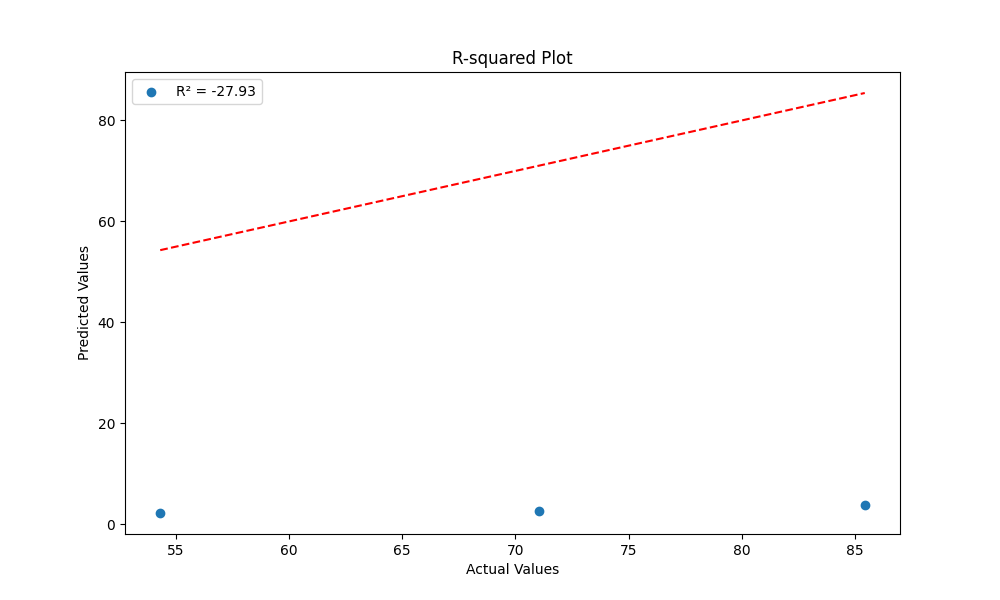 R-squared Plot
R² = -27.93
Predicted Values
80
60
40
20
0
55 60 65 70 75 80 85
Actual Values